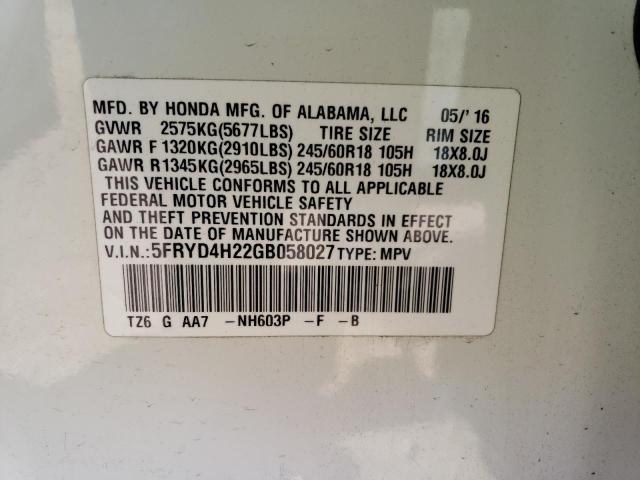 MFD. BY HONDA MFG. OF ALABAMA, LLC 05/'16
GVWR 2575KG(5677LBS) TIRE SIZE RIM SIZE
GAWR F 1320KG(2910LBS) 245/60R18 105H 18X8.0J
GAWR R1345KG(2965LBS) 245/60R18 105H 18X8.0J
THIS VEHICLE CONFORMS TO ALL APPLICABLE
FEDERAL MOTOR VEHICLE SAFETY
AND THEFT PREVENTION STANDARDS IN EFFECT
ON THE DATE OF MANUFACTURE SHOWN ABOVE.
V.I.N.:5FRYD4H22GB058027 TYPE: MPV
TZ6 G AA7 -NH603P -F -B